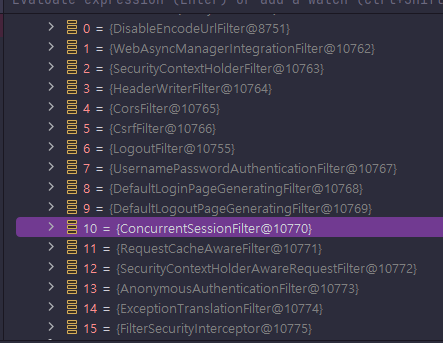 Evaluate expression (Enter) or add a watch (Ctrl+Shift
0 = {DisableEncodeUrlFilter@8751}
1 = {WebAsyncManagerIntegrationFilter@10762}
2 = {SecurityContextHolderFilter@10763}
3 = {HeaderWriterFilter@10764}
4 = {CorsFilter@10765}
5 = {CsrfFilter@10766}
6 = {LogoutFilter@10755}
7 = {UsernamePasswordAuthenticationFilter@10767}
8 = {DefaultLoginPageGeneratingFilter@10768}
9 = {DefaultLogoutPageGeneratingFilter@10769}
10 = {ConcurrentSessionFilter@10770}
11 = {RequestCacheAwareFilter@10771}
12 = {SecurityContextHolderAwareRequestFilter@10772}
13 = {AnonymousAuthenticationFilter@10773}
14 = {ExceptionTranslationFilter@10774}
15 = {FilterSecurityInterceptor@10775}